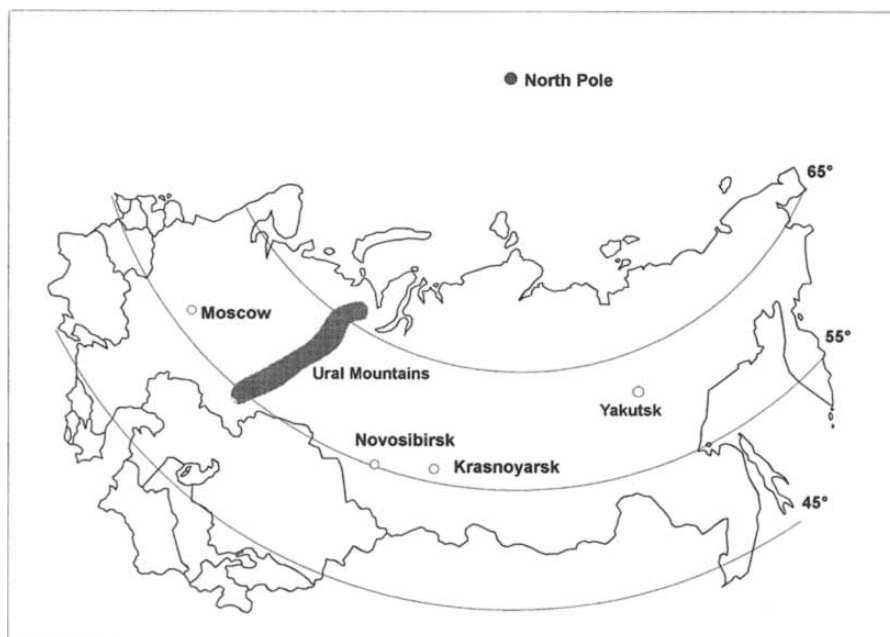 North Pole
65°
Moscow
55°
Ural Mountains
Yakutsk
Novosibirsk
Krasnoyarsk
45°